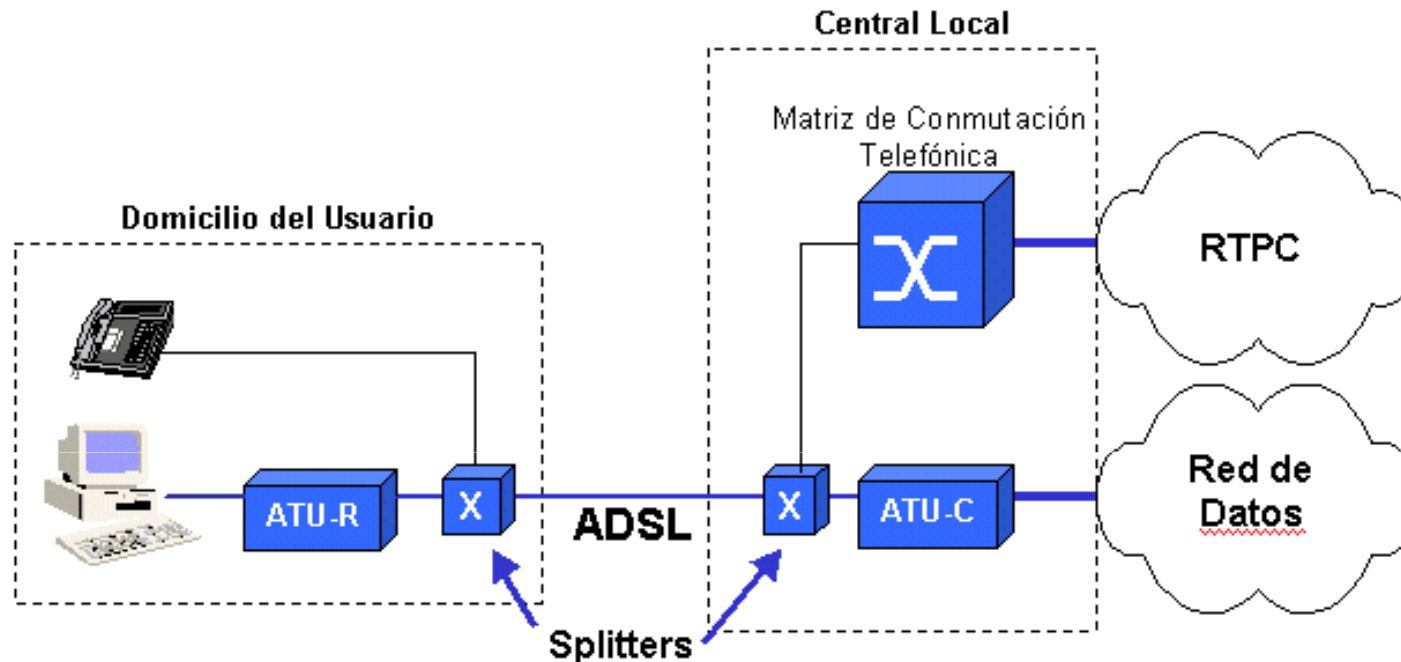 Central Local
Matriz de Conmutación
Telefónica
Domicilio del Usuario
RTPC
ATU-R
X
ADSL
X
ATU-C
Red de
Datos
Splitters